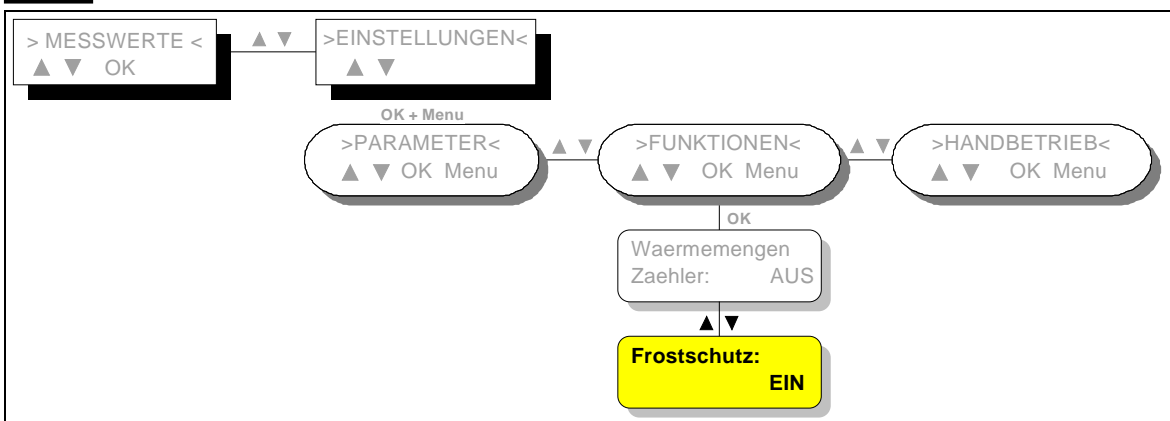 > MESSWERTE <
▲ ▼ OK
▲ ▼
>EINSTELLUNGEN<
▲ ▼
OK + Menu
>PARAMETER<
▲ ▼ OK Menu
▲ ▼
>FUNKTIONEN<
▲ ▼ OK Menu
▲ ▼
>HANDBETRIEB<
▲ ▼ OK Menu
OK
Waermemengen
Zaehler: AUS
▲ ▼
Frostschutz:
EIN